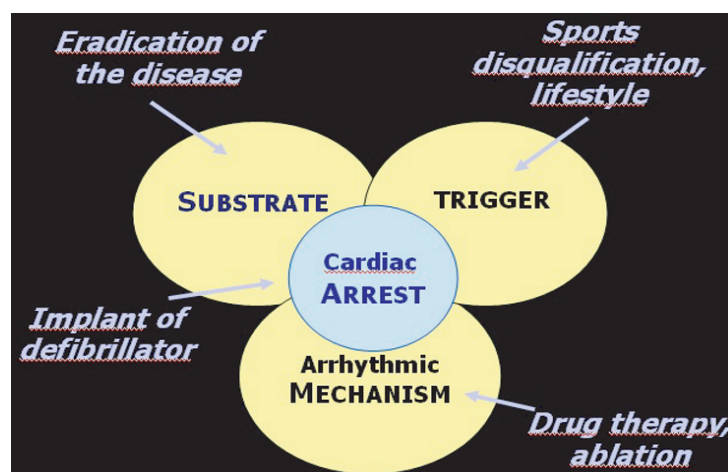 Eradication of
the disease
Sports
disqualification,
lifestyle
SUBSTRATE
TRIGGER
Cardiac
ARREST
Implant of
defibrillator
Arrhythmic
MECHANISM
Drug therapy,
ablation